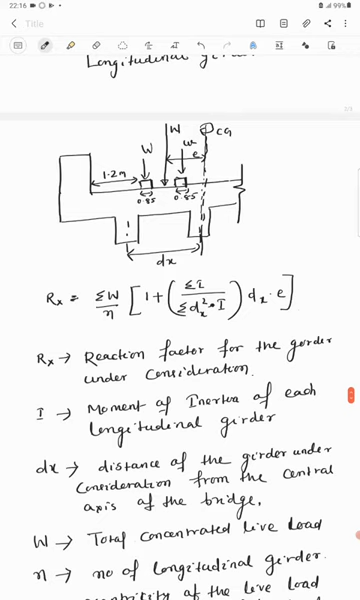 22:16
99%
Title
Longitudinal gir
W
W
W
CG
e
1.2m
0.85
0.85
dx
Rx = ΣW/n [1+(ΣI/Σdx²·I) dx·e]
Rx → Reaction factor for the girder
under consideration.
I → Moment of Inertia of each
longitudinal girder
dx → distance of the girder under
consideration from the central
axis of the bridge.
W → Total concentrated live load
n → no of longitudinal girder.
of the live load